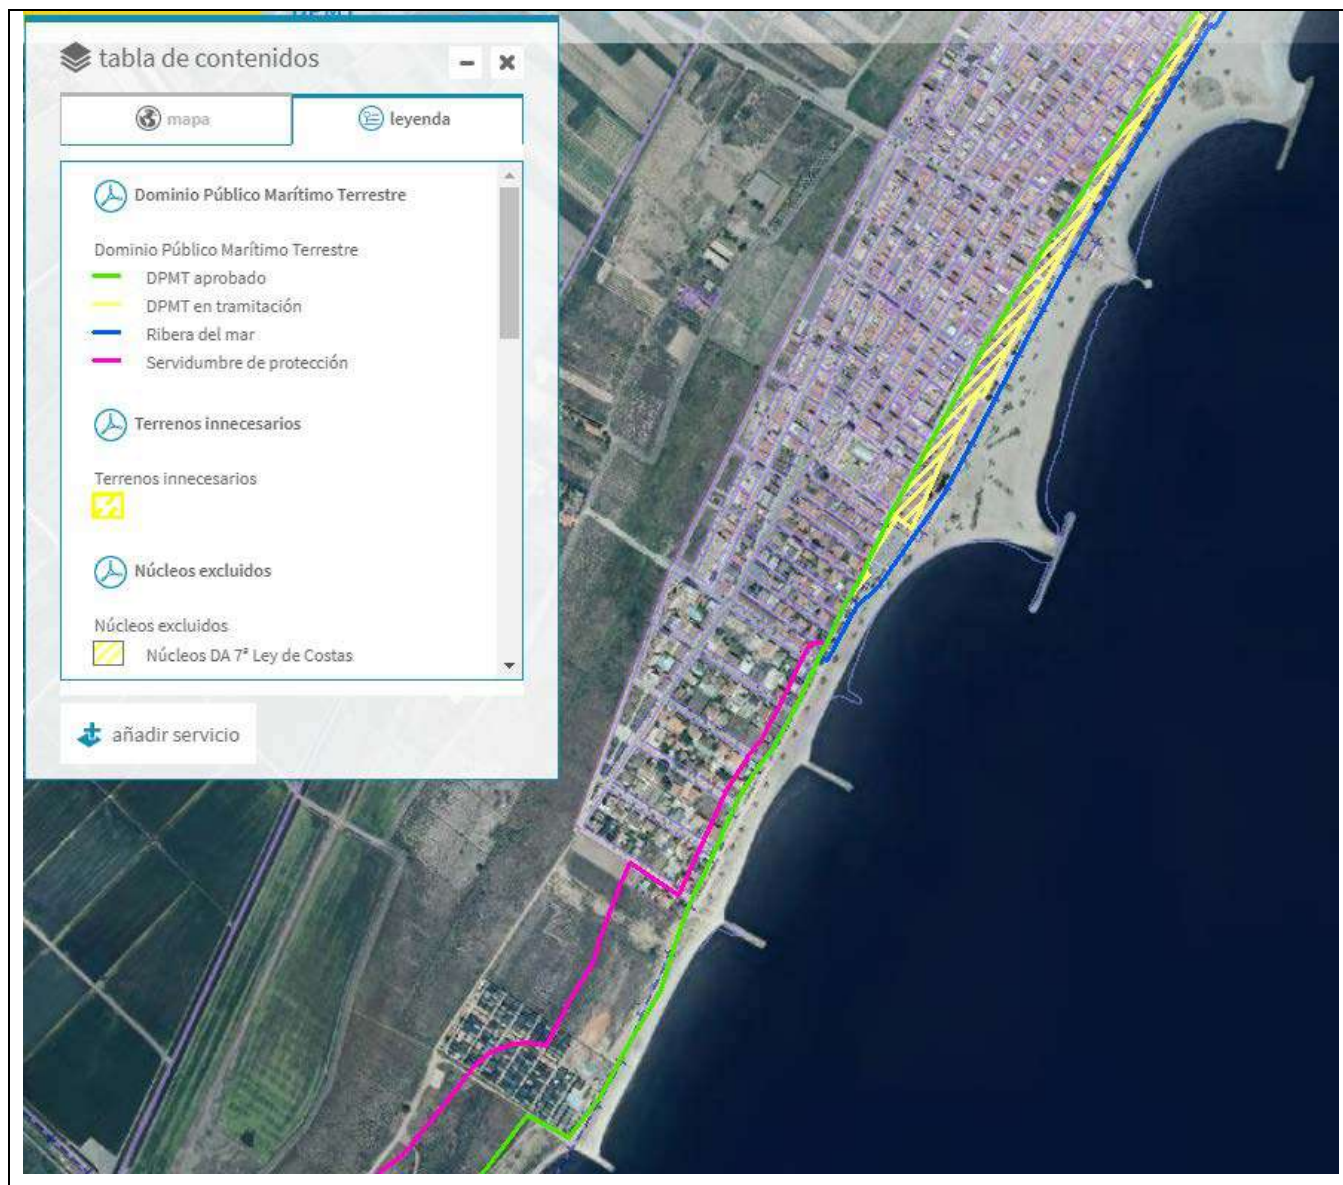 DPMT
tabla de contenidos
mapa
leyenda
Dominio Público Marítimo Terrestre
Dominio Público Marítimo Terrestre
DPMT aprobado
DPMT en tramitación
Ribera del mar
Servidumbre de protección
Terrenos innecesarios
Terrenos innecesarios
Núcleos excluidos
Núcleos excluidos
Núcleos DA 7ª Ley de Costas
añadir servicio